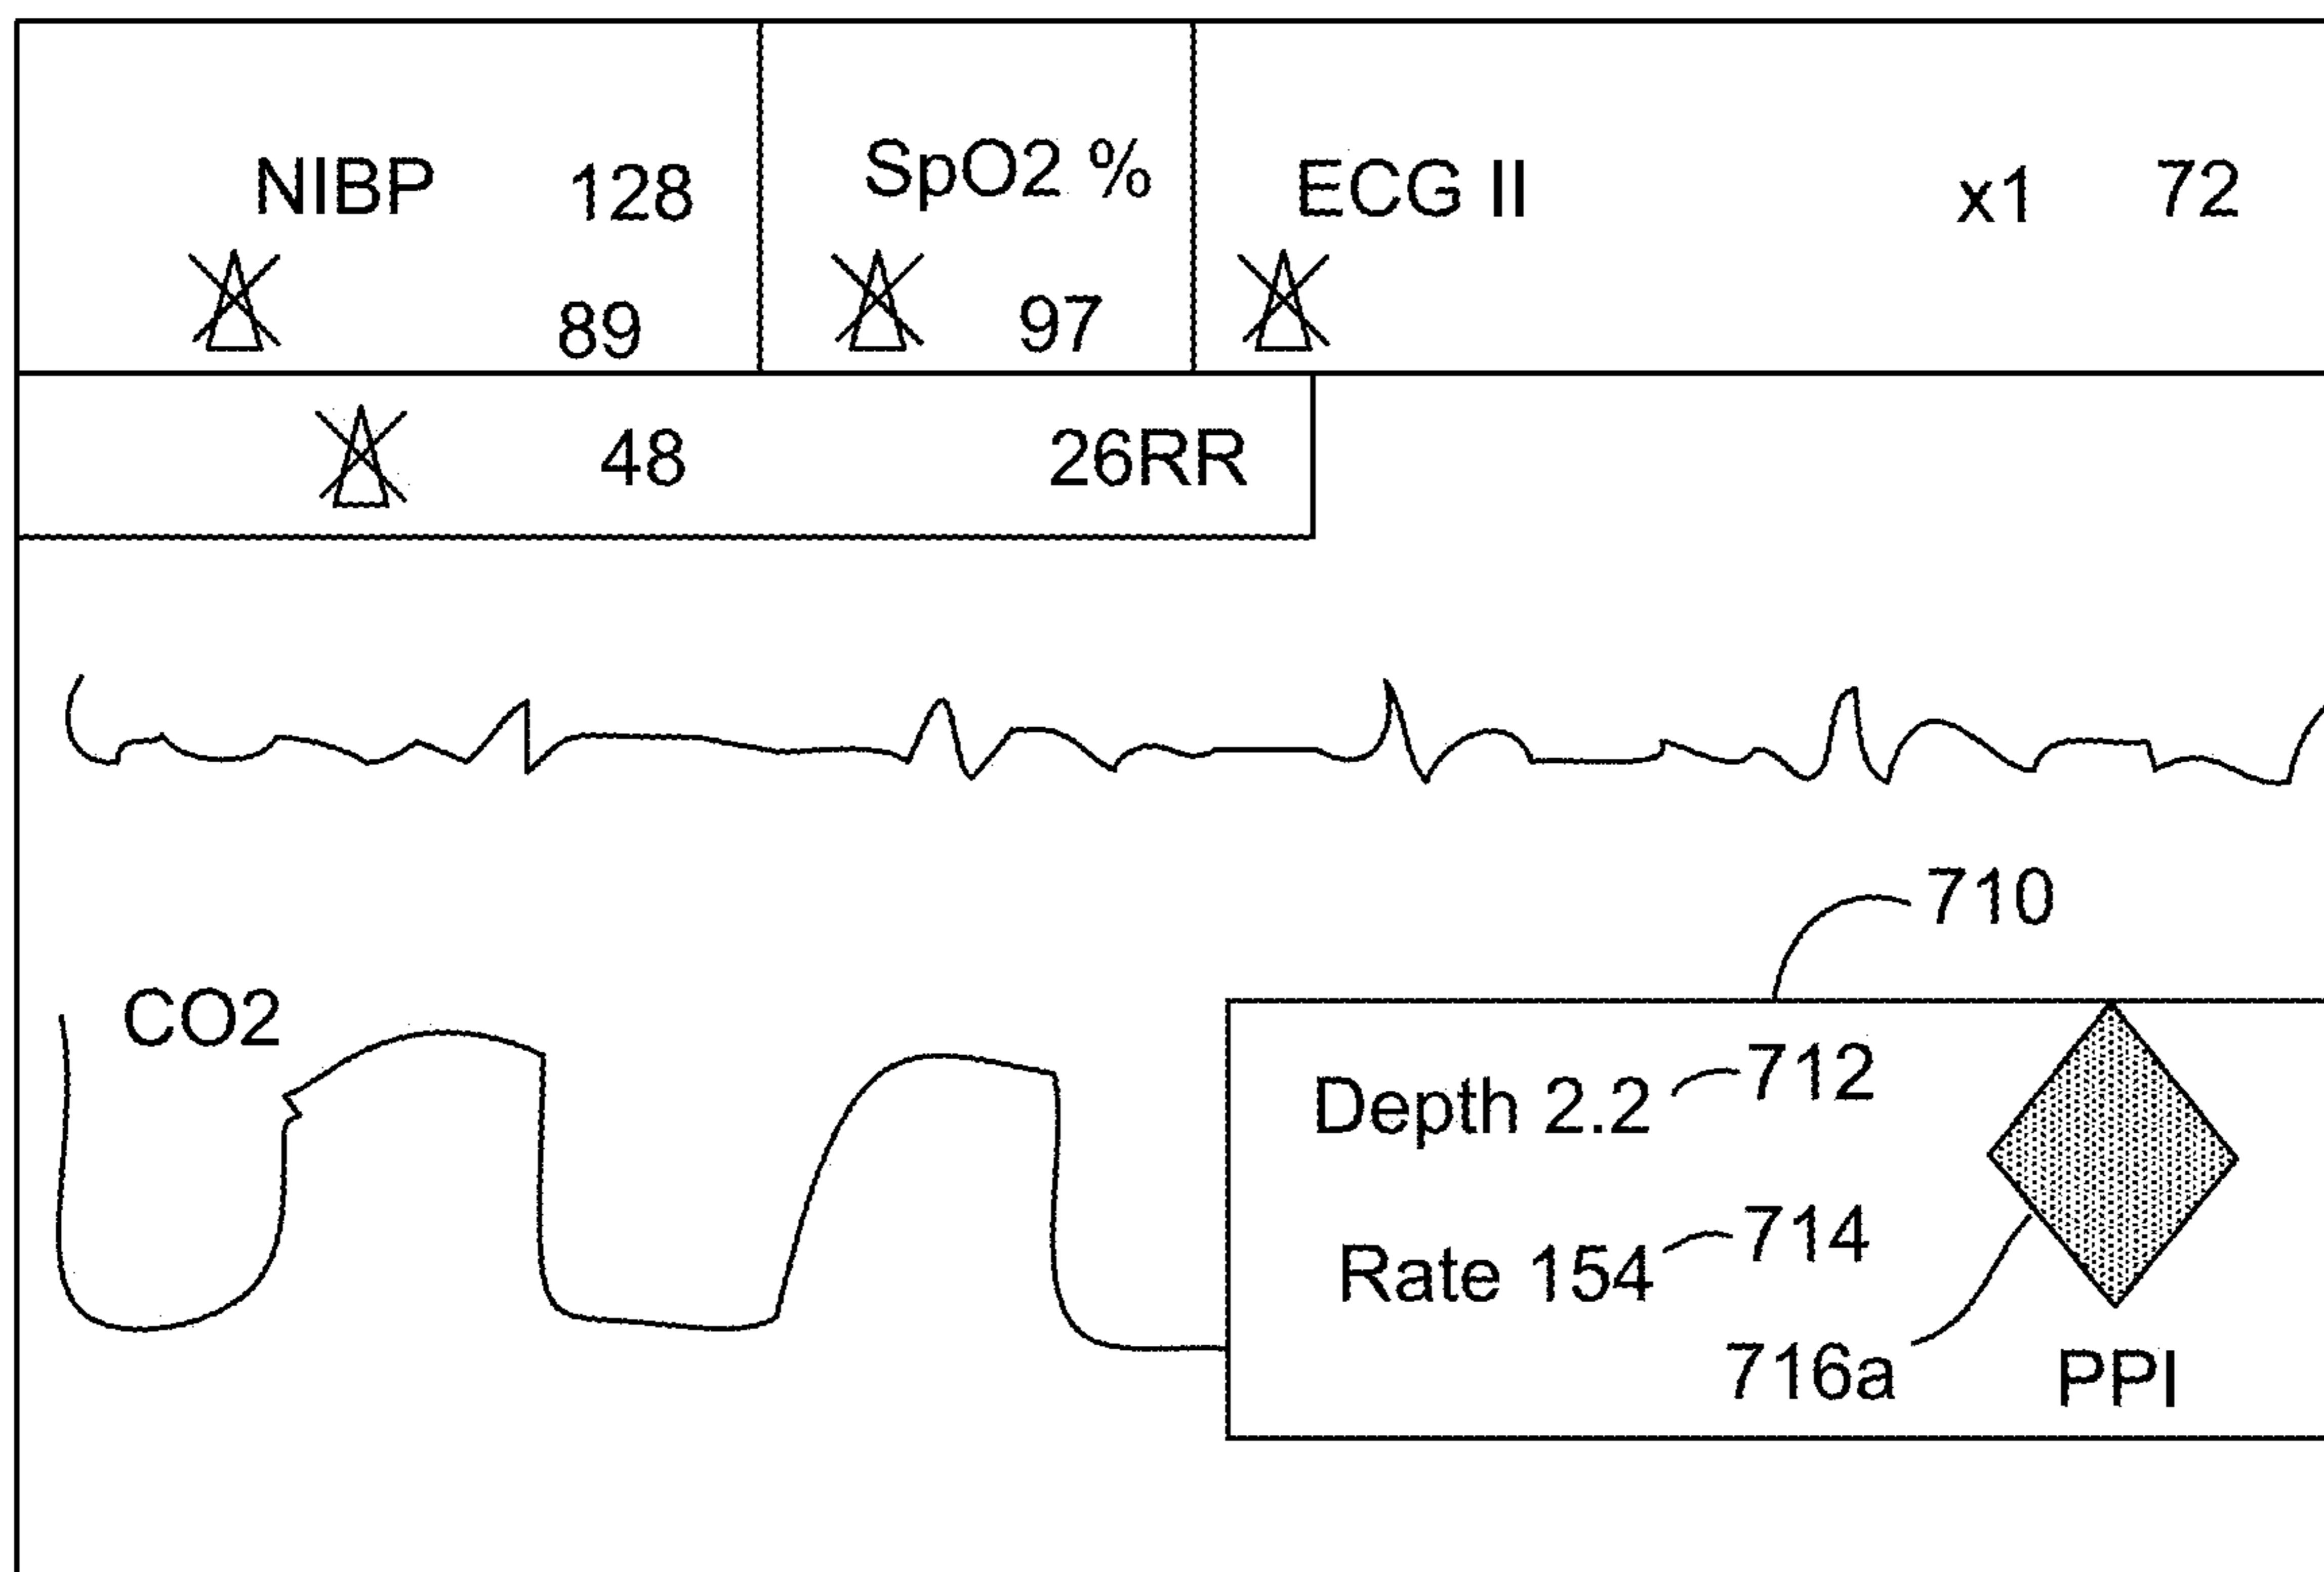 NIBP 128
89
SpO2 %
97
ECG II x1 72
48 26RR
710
CO2
Depth 2.2 712
Rate 154 714
716a PPI